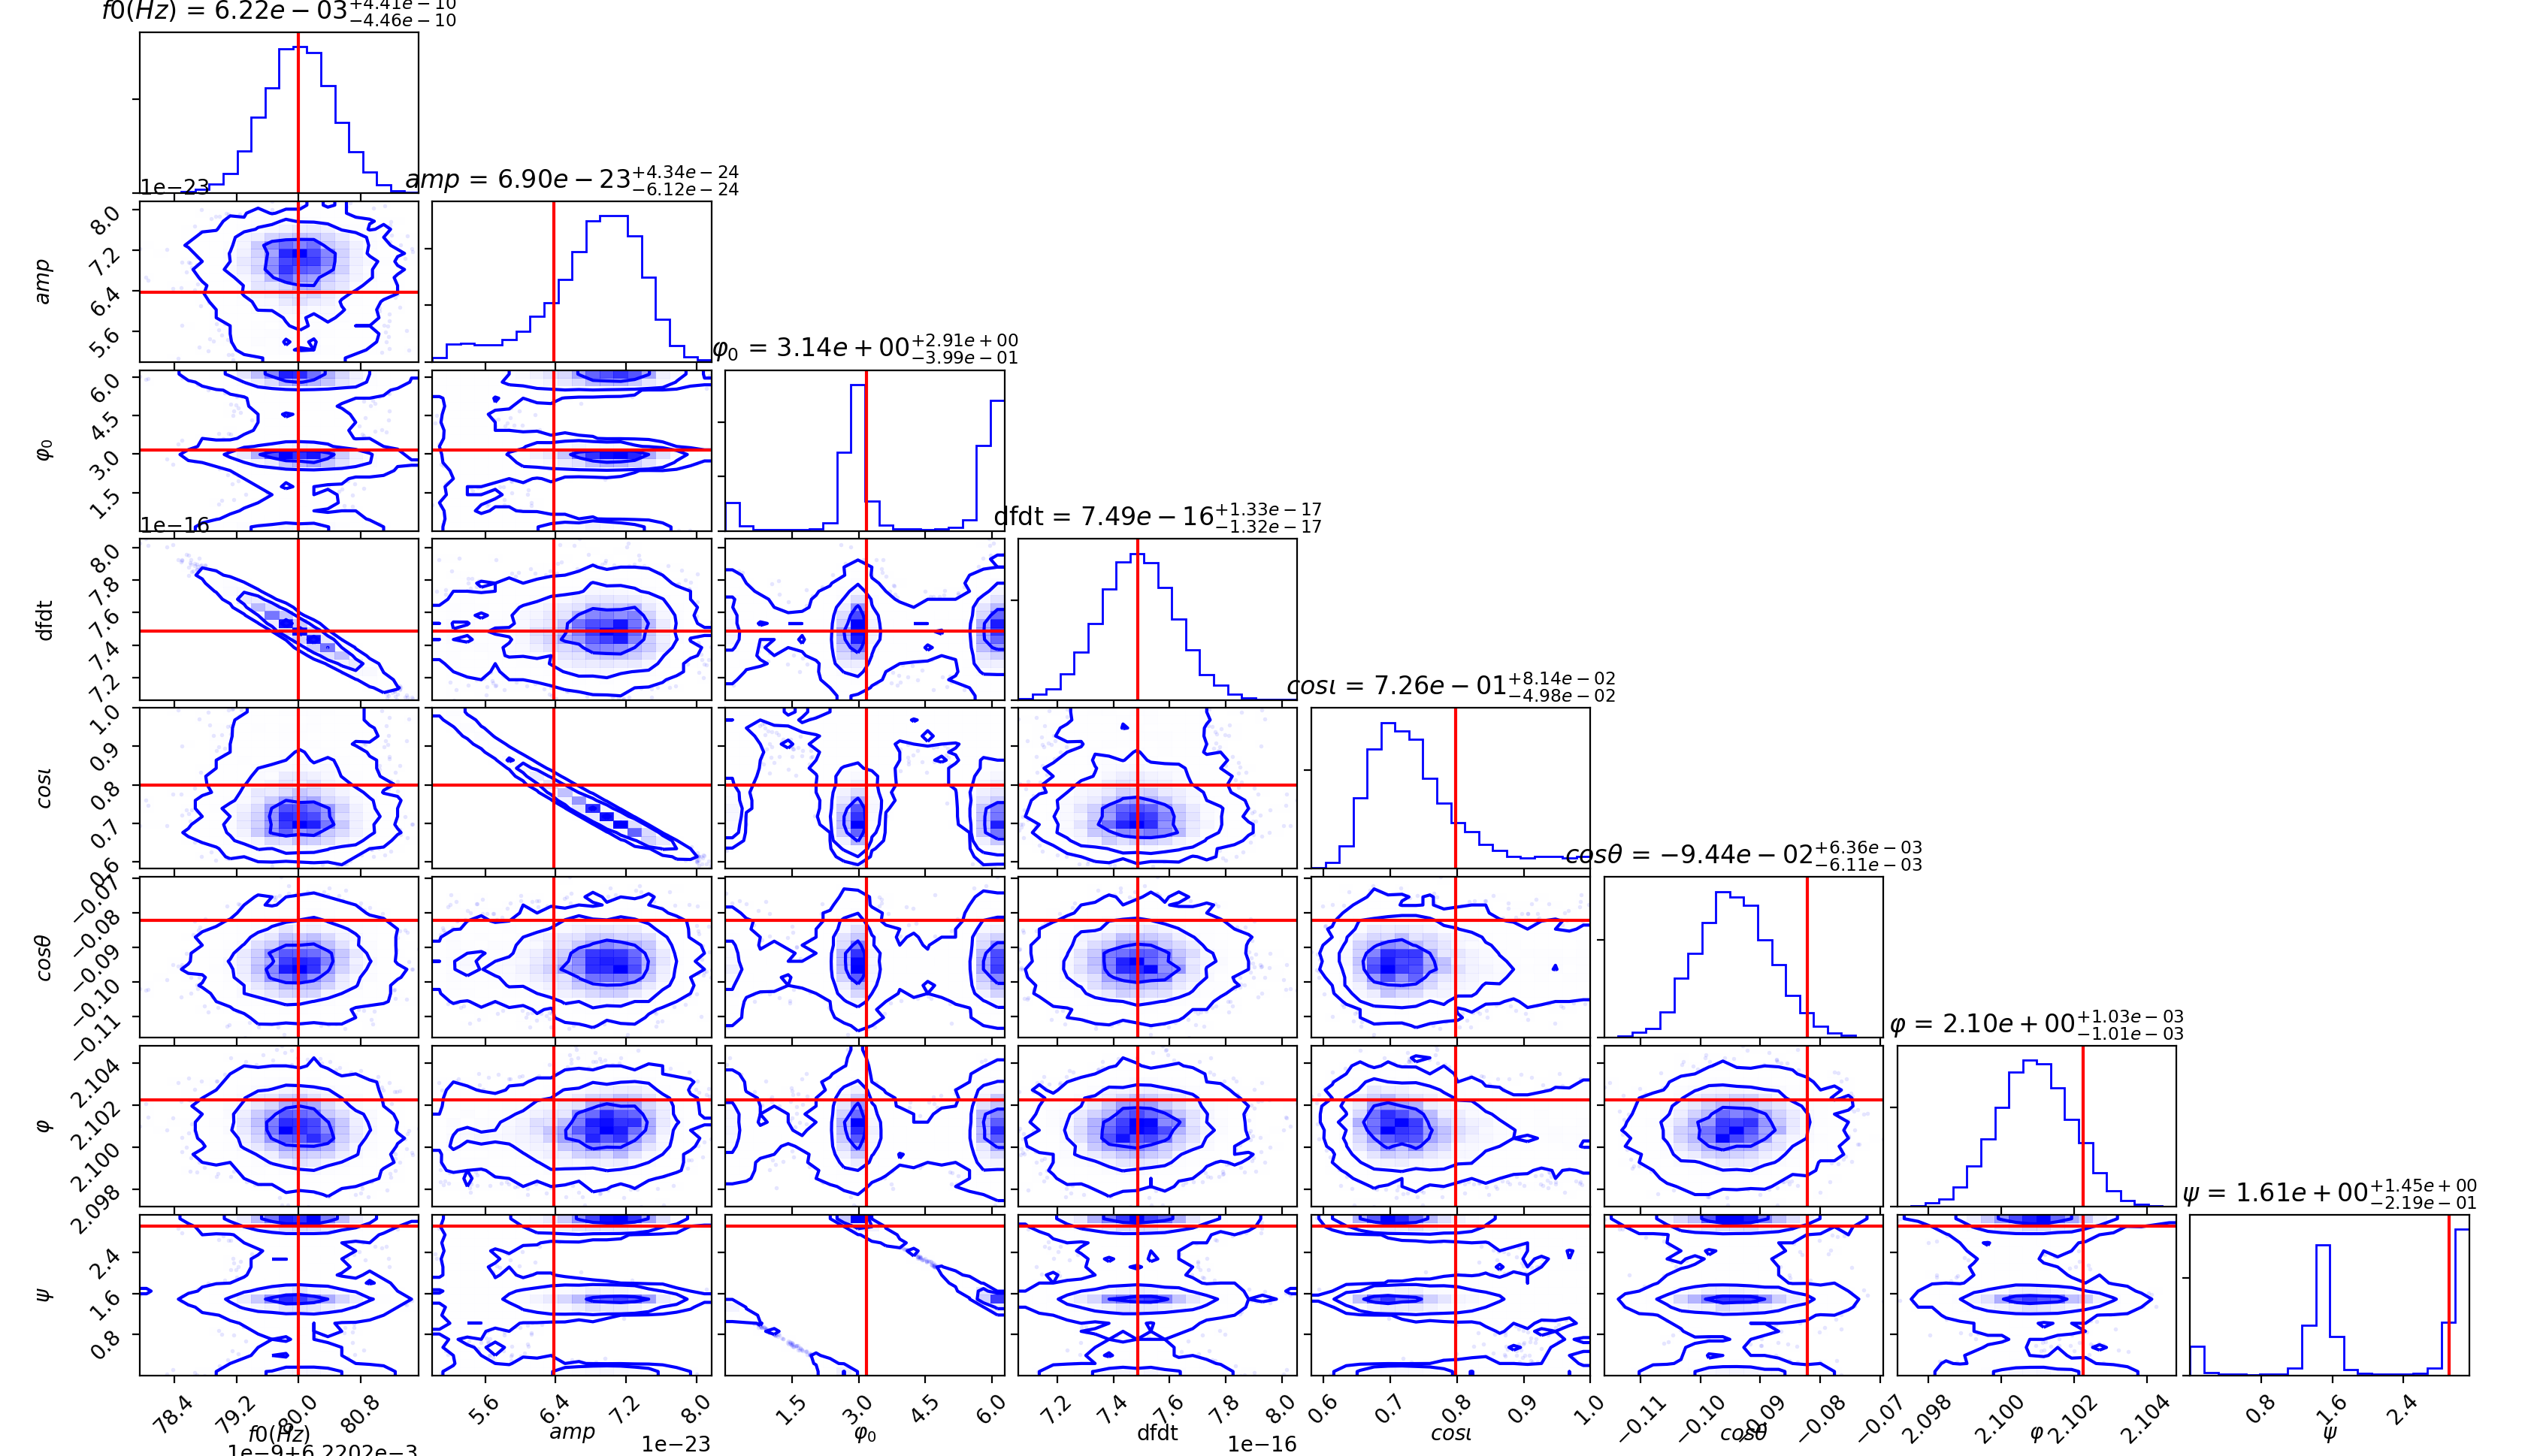 f0(Hz) = 6.22e − 03 +4.41e − 10 −4.46e − 10
1e−23
amp = 6.90e − 23 +4.34e − 24 −6.12e − 24
amp
8.0
7.2
6.4
5.6
φ0 = 3.14e + 00 +2.91e + 00 −3.99e − 01
φ0
6.0
4.5
3.0
1.5
1e−16
dfdt = 7.49e − 16 +1.33e − 17 −1.32e − 17
dfdt
8.0
7.8
7.6
7.4
7.2
cosι = 7.26e − 01 +8.14e − 02 −4.98e − 02
cosι
1.0
0.9
0.8
0.7
0.6
cosθ = −9.44e − 02 +6.36e − 03 −6.11e − 03
cosθ
−0.07
−0.08
−0.09
−0.10
−0.11
φ = 2.10e + 00 +1.03e − 03 −1.01e − 03
φ
2.104
2.102
2.100
2.098
ψ = 1.61e + 00 +1.45e + 00 −2.19e − 01
ψ
2.4
1.6
0.8
78.4 79.2 80.0 80.8
5.6 6.4 7.2 8.0
1.5 3.0 4.5 6.0
7.2 7.4 7.6 7.8 8.0
0.6 0.7 0.8 0.9 1.0
−0.11 −0.10 −0.09 −0.08 −0.07
2.098 2.100 2.102 2.104
0.8 1.6 2.4
f0(Hz) amp φ0 dfdt cosι cosθ φ ψ
1e−9+6.2202e−3 1e−23 1e−16